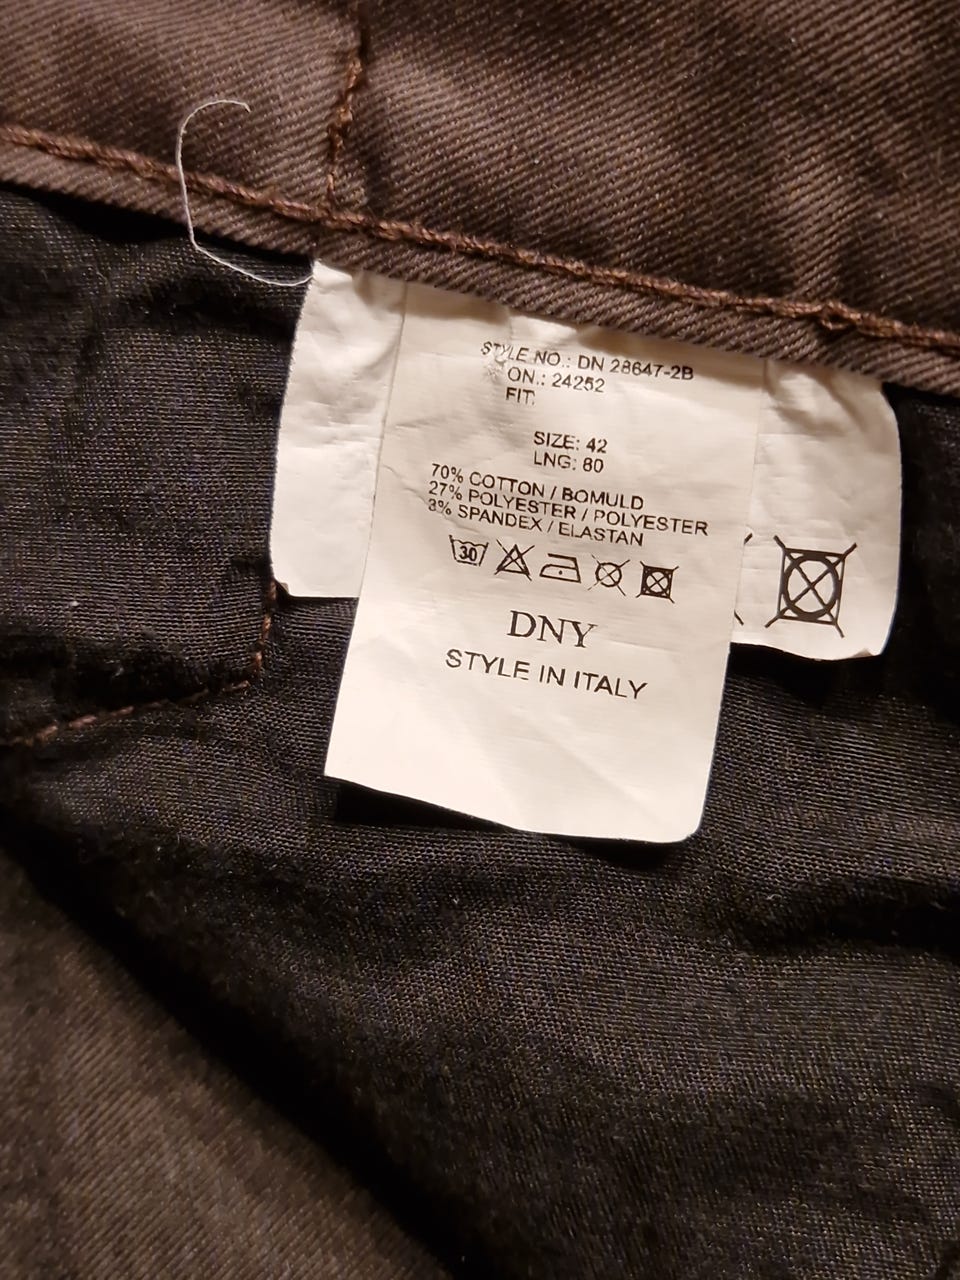 STYLE NO.: DN 28647-2B
ON.: 24252
FIT:
SIZE: 42
LNG: 80
70% COTTON / BOMULD
27% POLYESTER / POLYESTER
3% SPANDEX / ELASTAN
30
DNY
STYLE IN ITALY